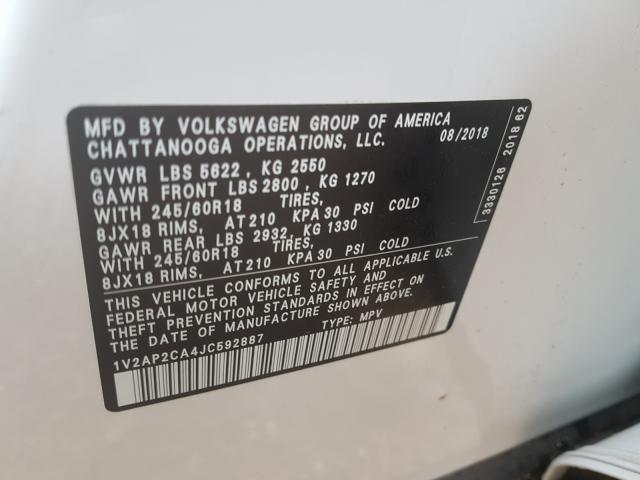 MFD BY VOLKSWAGEN GROUP OF AMERICA
CHATTANOOGA OPERATIONS, LLC. 08/2018
GVWR LBS 5622 , KG 2550
GAWR FRONT LBS 2800 , KG 1270
WITH 245/60R18 TIRES,
8JX18 RIMS, AT 210 KPA 30 PSI COLD
GAWR REAR LBS 2932, KG 1330
WITH 245/60R18 TIRES,
8JX18 RIMS, AT 210 KPA 30 PSI COLD
THIS VEHICLE CONFORMS TO ALL APPLICABLE U.S.
FEDERAL MOTOR VEHICLE SAFETY AND
THEFT PREVENTION STANDARDS IN EFFECT ON
THE DATE OF MANUFACTURE SHOWN ABOVE.
1V2AP2CA4JC592887 TYPE: MPV
3330126 2018 62